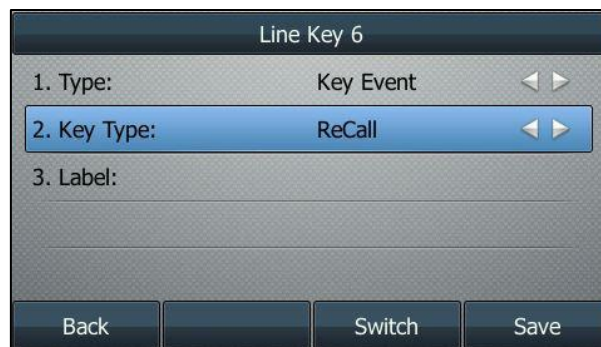 Line Key 6
1. Type: Key Event
2. Key Type: ReCall
3. Label:
Back Switch Save